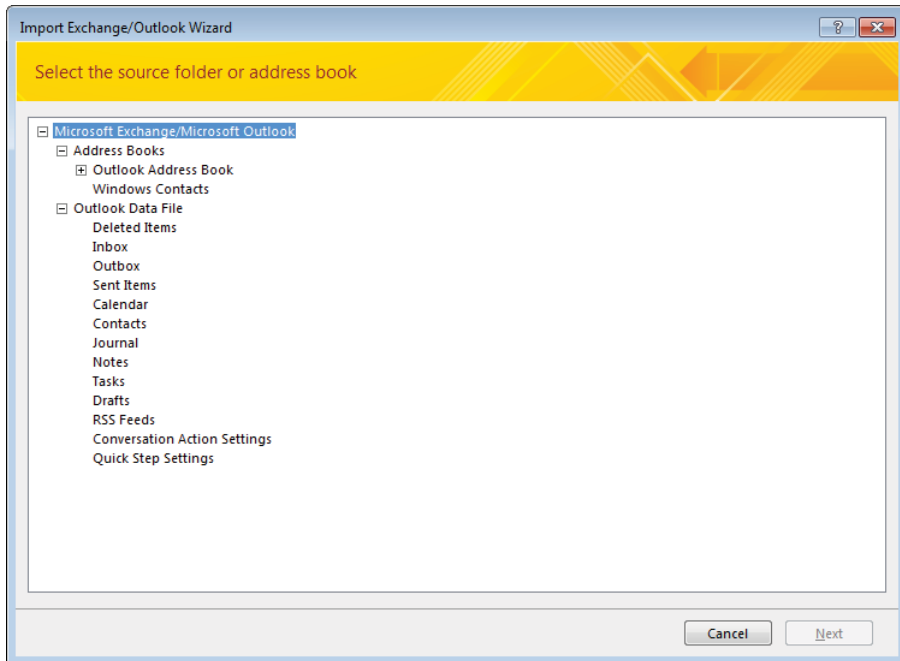 Import Exchange/Outlook Wizard
Select the source folder or address book
Microsoft Exchange/Microsoft Outlook
Address Books
Outlook Address Book
Windows Contacts
Outlook Data File
Deleted Items
Inbox
Outbox
Sent Items
Calendar
Contacts
Journal
Notes
Tasks
Drafts
RSS Feeds
Conversation Action Settings
Quick Step Settings
Cancel Next